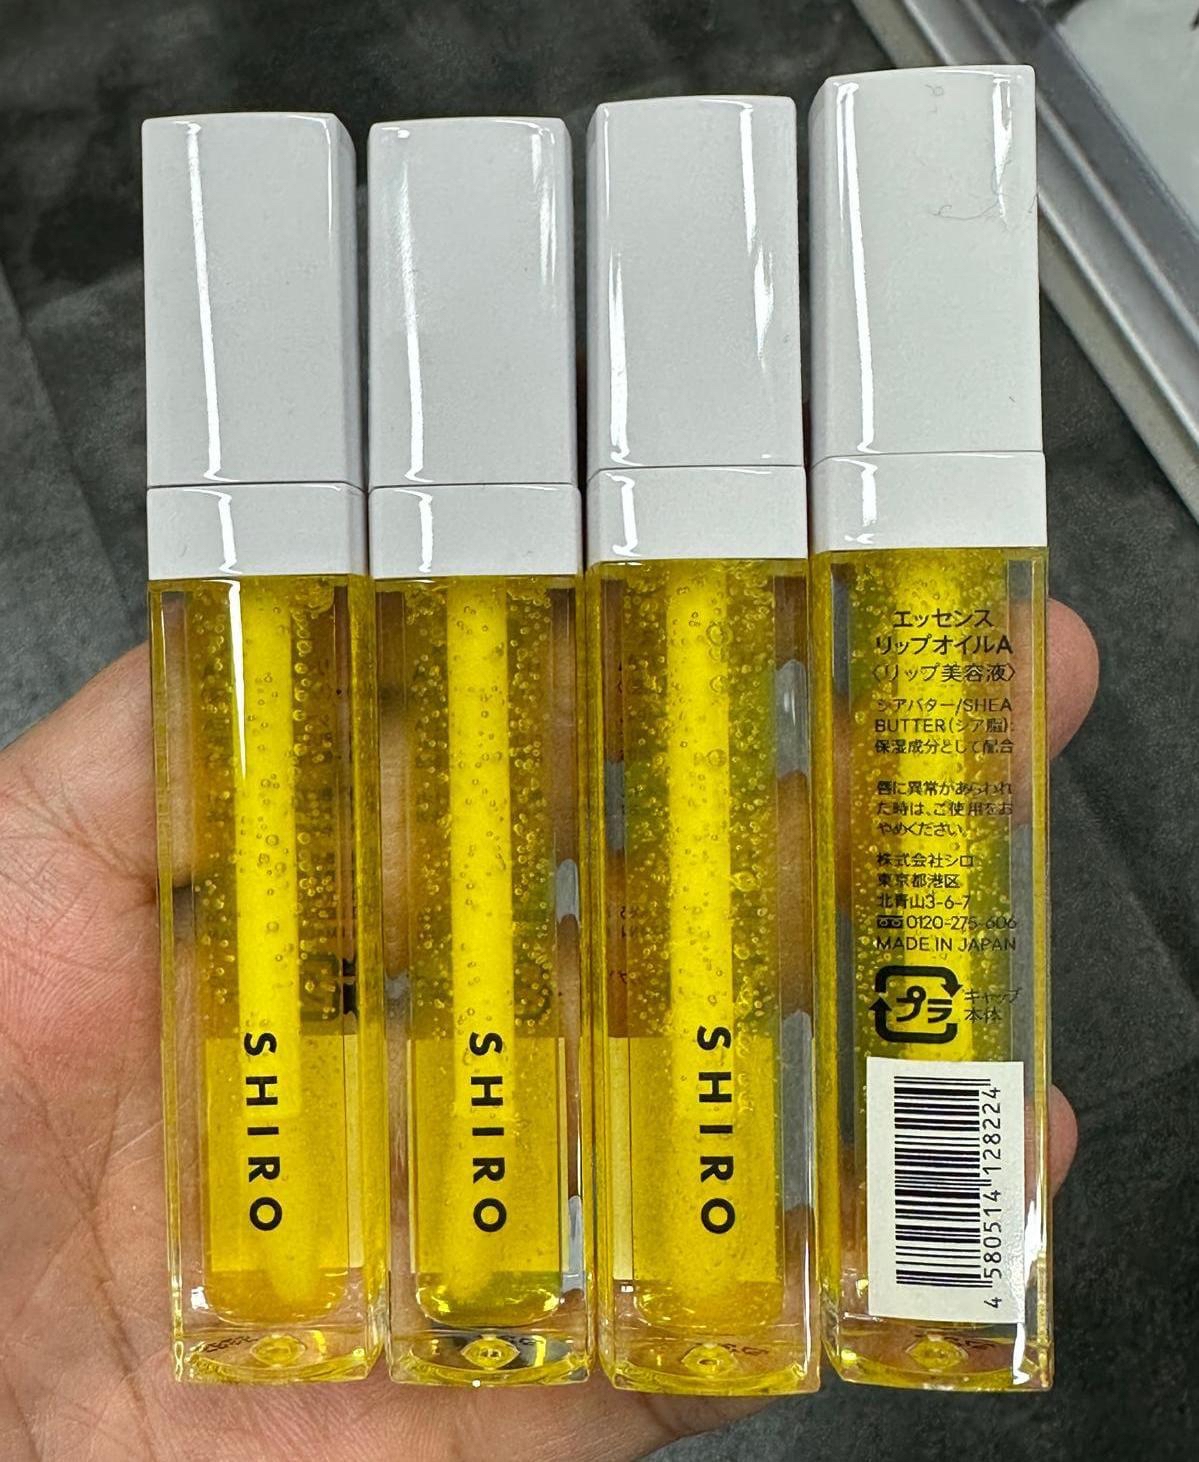 SHIRO
SHIRO
SHIRO
エッセンス
リップオイルA
〈リップ美容液〉
シアバター/SHEA
BUTTER(シア脂):
保湿成分として配合
唇に異常があらわれ
た時は、ご使用をお
やめください。
株式会社シロ
東京都港区
北青山3-6-7
0120-275-606
MADE IN JAPAN
プラ
キャップ
本体
4 580514 128224